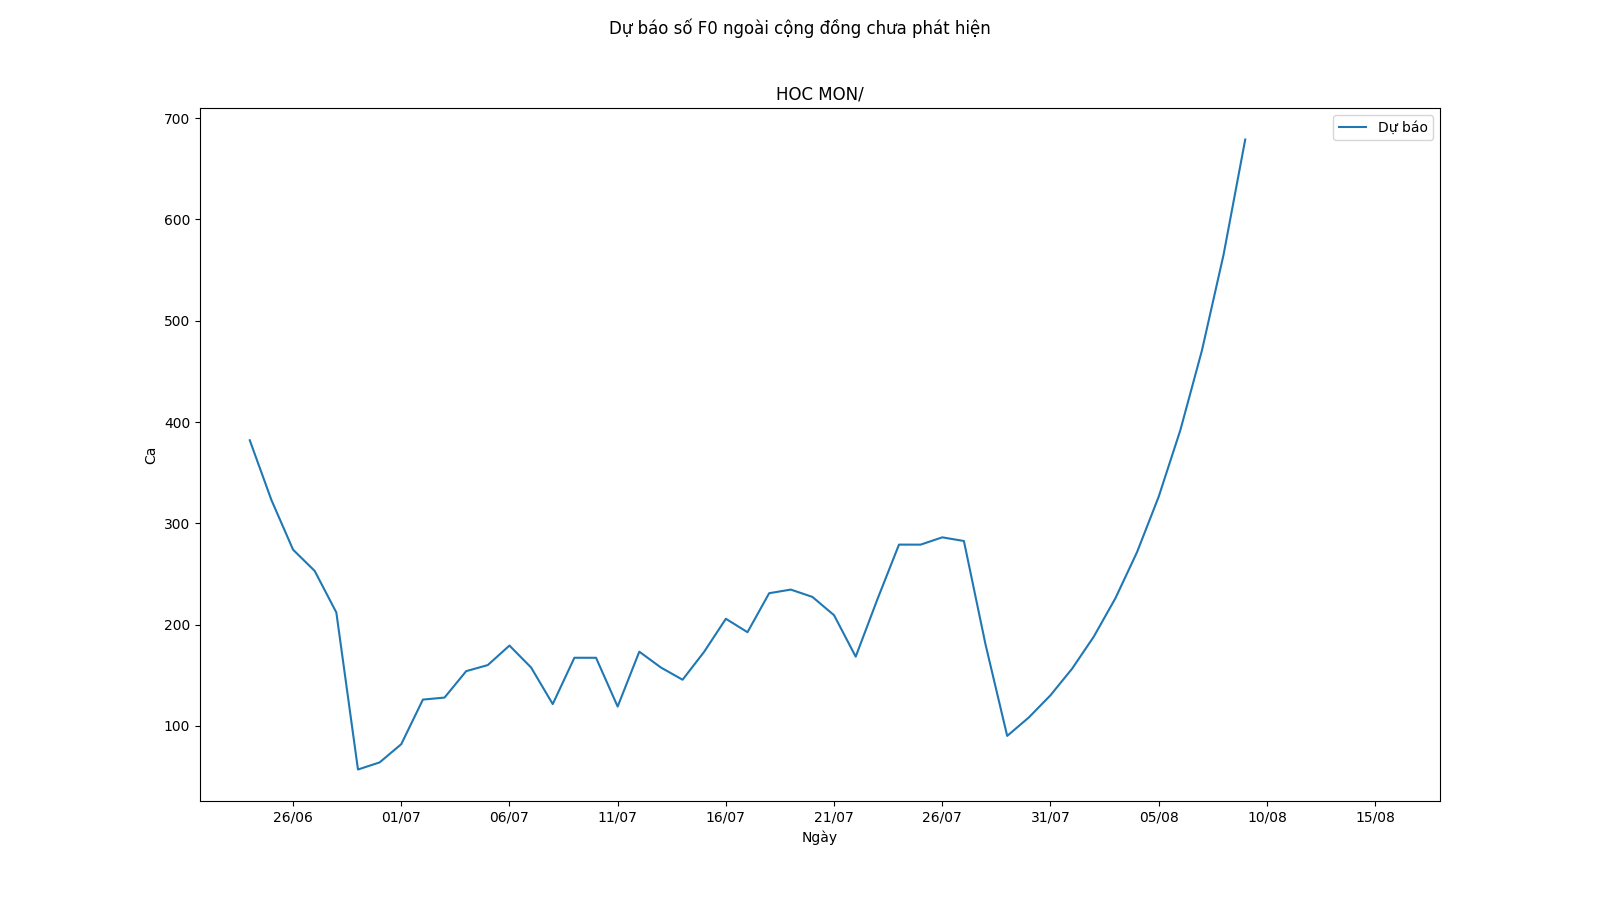 Dự báo số F0 ngoài cộng đồng chưa phát hiện
HOC MON/
Dự báo
700
600
500
400
300
200
100
Ca
26/06 01/07 06/07 11/07 16/07 21/07 26/07 31/07 05/08 10/08 15/08
Ngày